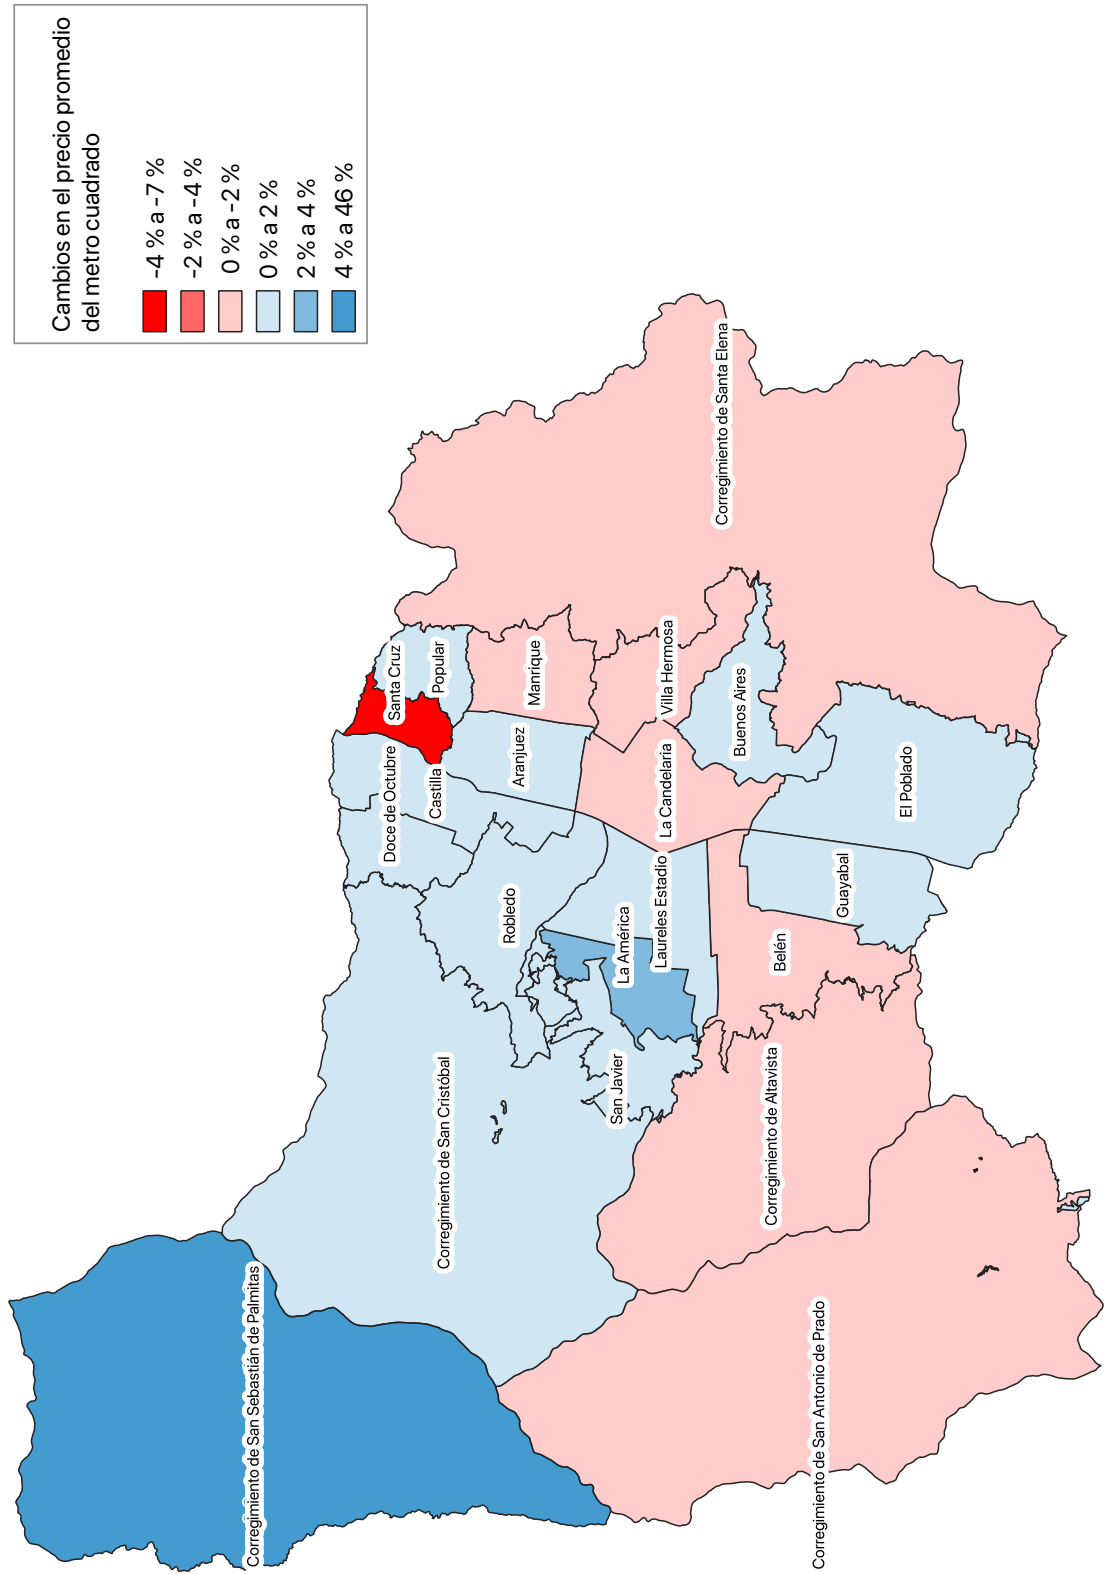 Cambios en el precio promedio
del metro cuadrado
-4 % a -7 %
-2 % a -4 %
0 % a -2 %
0 % a 2 %
2 % a 4 %
4 % a 46 %
Corregimiento de San Sebastián de Palmitas
Corregimiento de San Cristóbal
Doce de Octubre
Santa Cruz
Castilla
Popular
Robledo
Aranjuez
Manrique
San Javier
La América
Laureles Estadio
La Candelaria
Villa Hermosa
Corregimiento de Santa Elena
Buenos Aires
Corregimiento de Altavista
Belén
Corregimiento de San Antonio de Prado
Guayabal
El Poblado